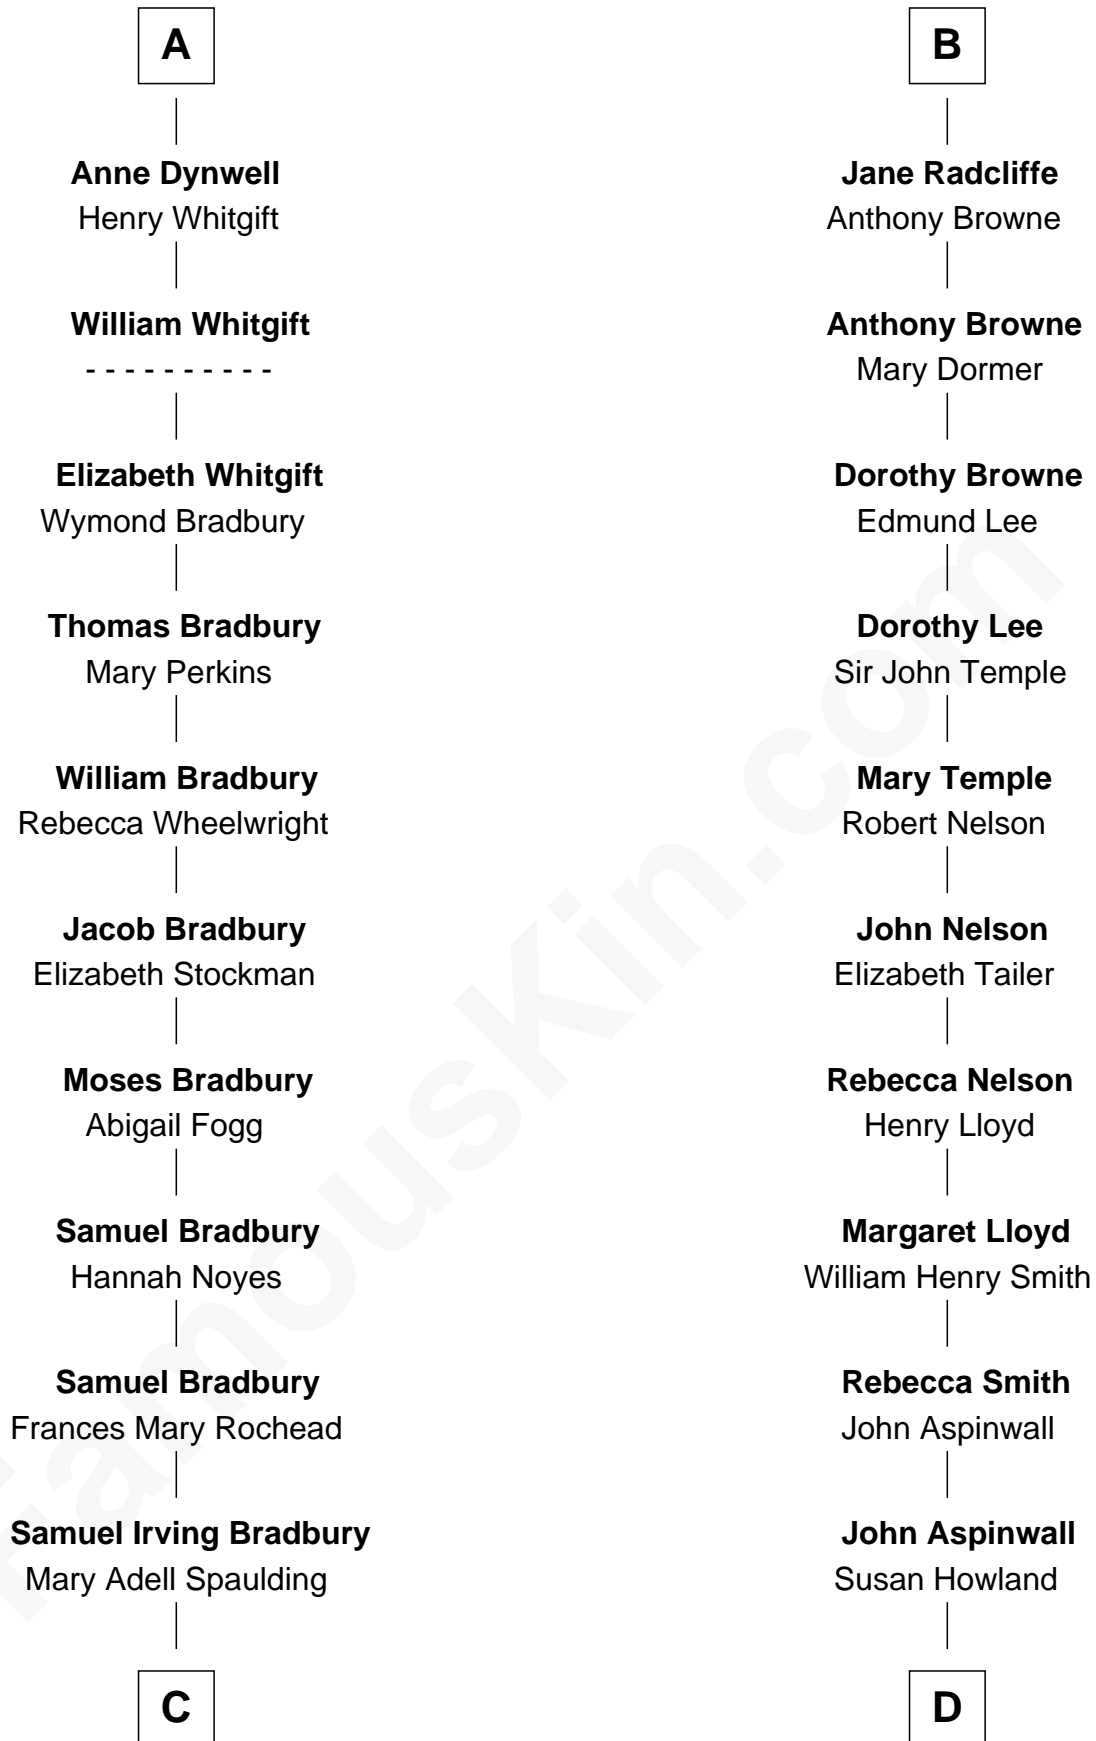 A
Anne Dynwell
Henry Whitgift
William Whitgift
- - - - - - - - - -
Elizabeth Whitgift
Wymond Bradbury
Thomas Bradbury
Mary Perkins
William Bradbury
Rebecca Wheelwright
Jacob Bradbury
Elizabeth Stockman
Moses Bradbury
Abigail Fogg
Samuel Bradbury
Hannah Noyes
Samuel Bradbury
Frances Mary Rochead
Samuel Irving Bradbury
Mary Adell Spaulding
C
B
Jane Radcliffe
Anthony Browne
Anthony Browne
Mary Dormer
Dorothy Browne
Edmund Lee
Dorothy Lee
Sir John Temple
Mary Temple
Robert Nelson
John Nelson
Elizabeth Tailer
Rebecca Nelson
Henry Lloyd
Margaret Lloyd
William Henry Smith
Rebecca Smith
John Aspinwall
John Aspinwall
Susan Howland
D
FamousKin.com